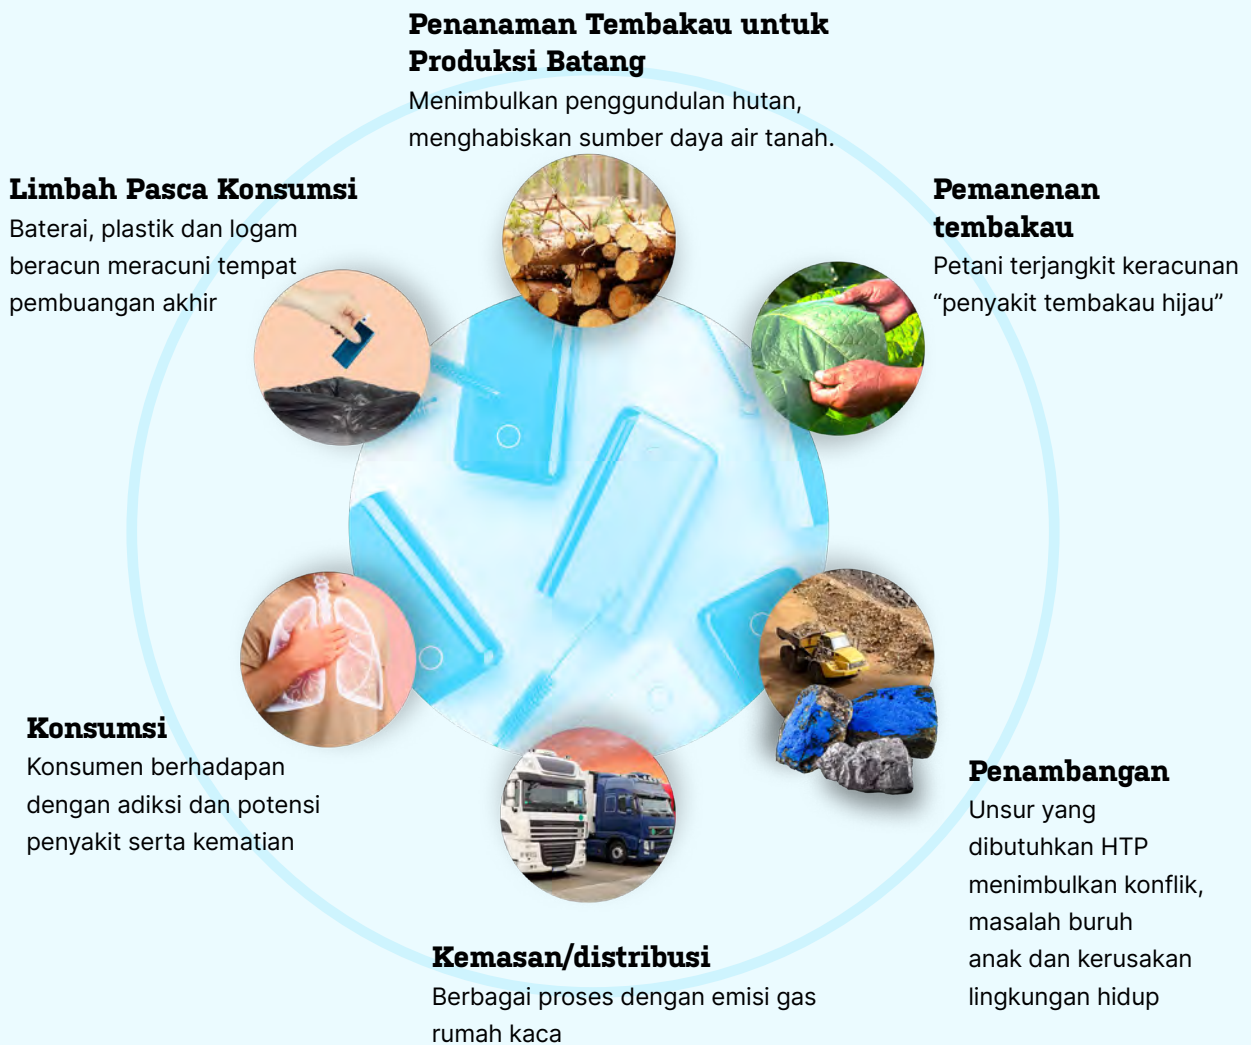 Penanaman Tembakau untuk
Produksi Batang
Menimbulkan penggundulan hutan,
menghabiskan sumber daya air tanah.
Pemanenan
tembakau
Petani terjangkit keracunan
“penyakit tembakau hijau”
Penambangan
Unsur yang
dibutuhkan HTP
menimbulkan konflik,
masalah buruh
anak dan kerusakan
lingkungan hidup
Kemasan/distribusi
Berbagai proses dengan emisi gas
rumah kaca
Konsumsi
Konsumen berhadapan
dengan adiksi dan potensi
penyakit serta kematian
Limbah Pasca Konsumsi
Baterai, plastik dan logam
beracun meracuni tempat
pembuangan akhir